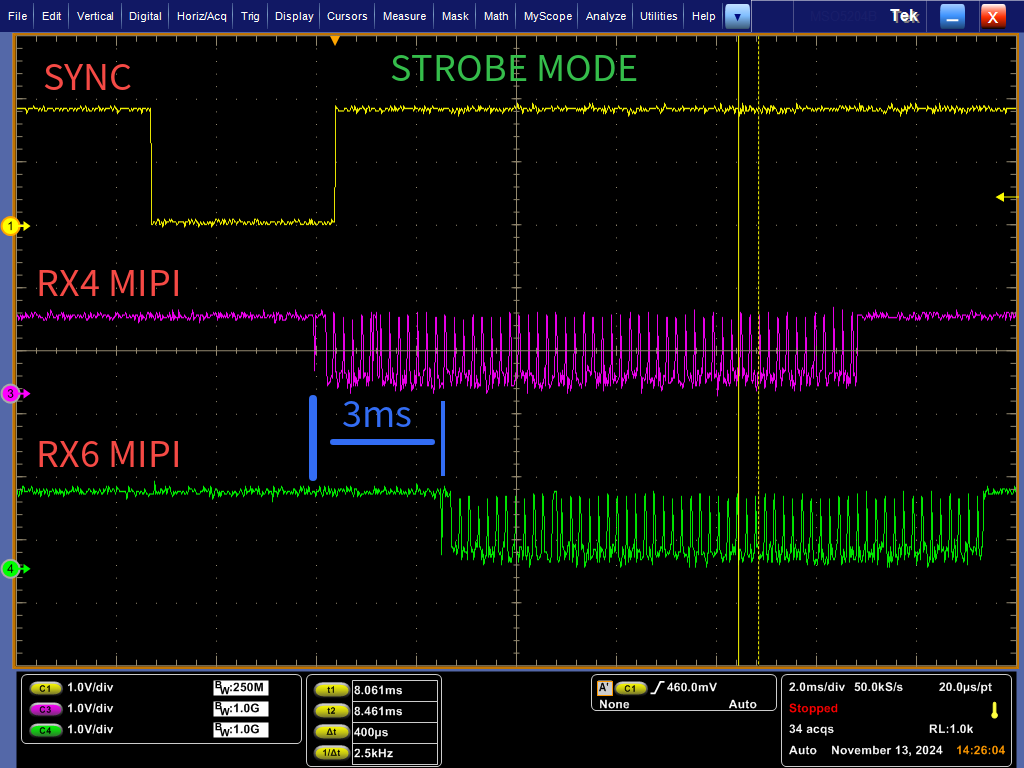 File Edit Vertical Digital Horiz/Acq Trig Display Cursors Measure Mask Math MyScope Analyze Utilities Help Tek X
SYNC
STROBE MODE
1
RX4 MIPI
3
3ms
RX6 MIPI
4
C1 1.0V/div BW:250M
C3 1.0V/div BW:1.0G
C4 1.0V/div BW:1.0G
t1 8.061ms
t2 8.461ms
Δt 400µs
1/Δt 2.5kHz
A' C1 460.0mV
None Auto
2.0ms/div 50.0kS/s 20.0µs/pt
Stopped
34 acqs RL:1.0k
Auto November 13, 2024 14:26:04